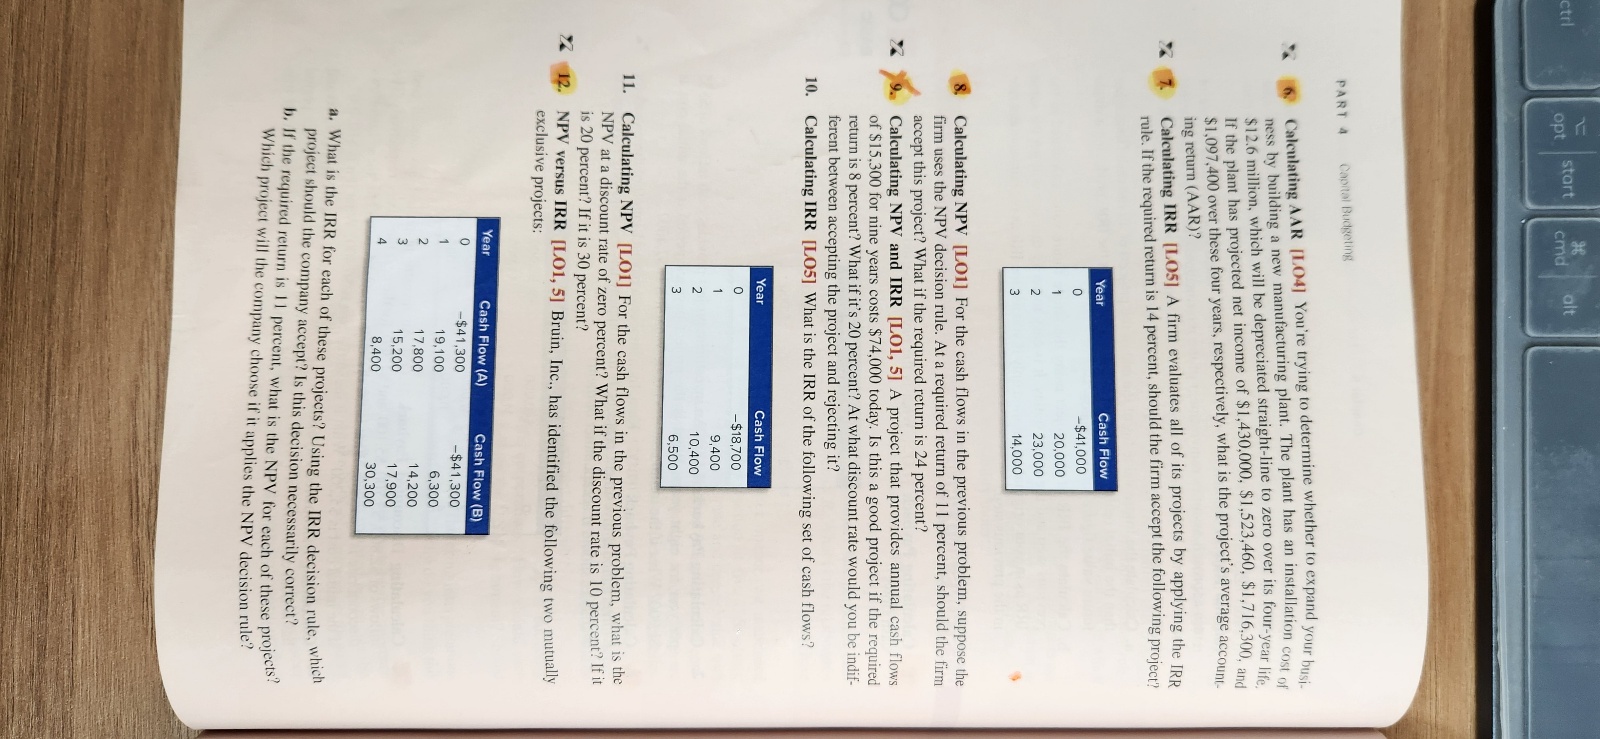 PART 4 Capital Budgeting
6. Calculating AAR [LO4] You're trying to determine whether to expand your busi-
ness by building a new manufacturing plant. The plant has an installation cost of
$12.6 million, which will be depreciated straight-line to zero over its four-year life.
If the plant has projected net income of $1,430,000, $1,523,460, $1,716,300, and
$1,097,400 over these four years, respectively, what is the project's average account-
ing return (AAR)?
7. Calculating IRR [LO5] A firm evaluates all of its projects by applying the IRR
rule. If the required return is 14 percent, should the firm accept the following project?
Year Cash Flow
0 –$41,000
1 20,000
2 23,000
3 14,000
8. Calculating NPV [LO1] For the cash flows in the previous problem, suppose the
firm uses the NPV decision rule. At a required return of 11 percent, should the firm
accept this project? What if the required return is 24 percent?
9. Calculating NPV and IRR [LO1, 5] A project that provides annual cash flows
of $15,300 for nine years costs $74,000 today. Is this a good project if the required
return is 8 percent? What if it's 20 percent? At what discount rate would you be indif-
ferent between accepting the project and rejecting it?
10. Calculating IRR [LO5] What is the IRR of the following set of cash flows?
Year Cash Flow
0 –$18,700
1 9,400
2 10,400
3 6,500
11. Calculating NPV [LO1] For the cash flows in the previous problem, what is the
NPV at a discount rate of zero percent? What if the discount rate is 10 percent? If it
is 20 percent? If it is 30 percent?
12. NPV versus IRR [LO1, 5] Bruin, Inc., has identified the following two mutually
exclusive projects:
Year Cash Flow (A) Cash Flow (B)
0 –$41,300 –$41,300
1 19,100 6,300
2 17,800 14,200
3 15,200 17,900
4 8,400 30,300
a. What is the IRR for each of these projects? Using the IRR decision rule, which
project should the company accept? Is this decision necessarily correct?
b. If the required return is 11 percent, what is the NPV for each of these projects?
Which project will the company choose if it applies the NPV decision rule?
ctrl
opt
start
⌘
cmd
alt